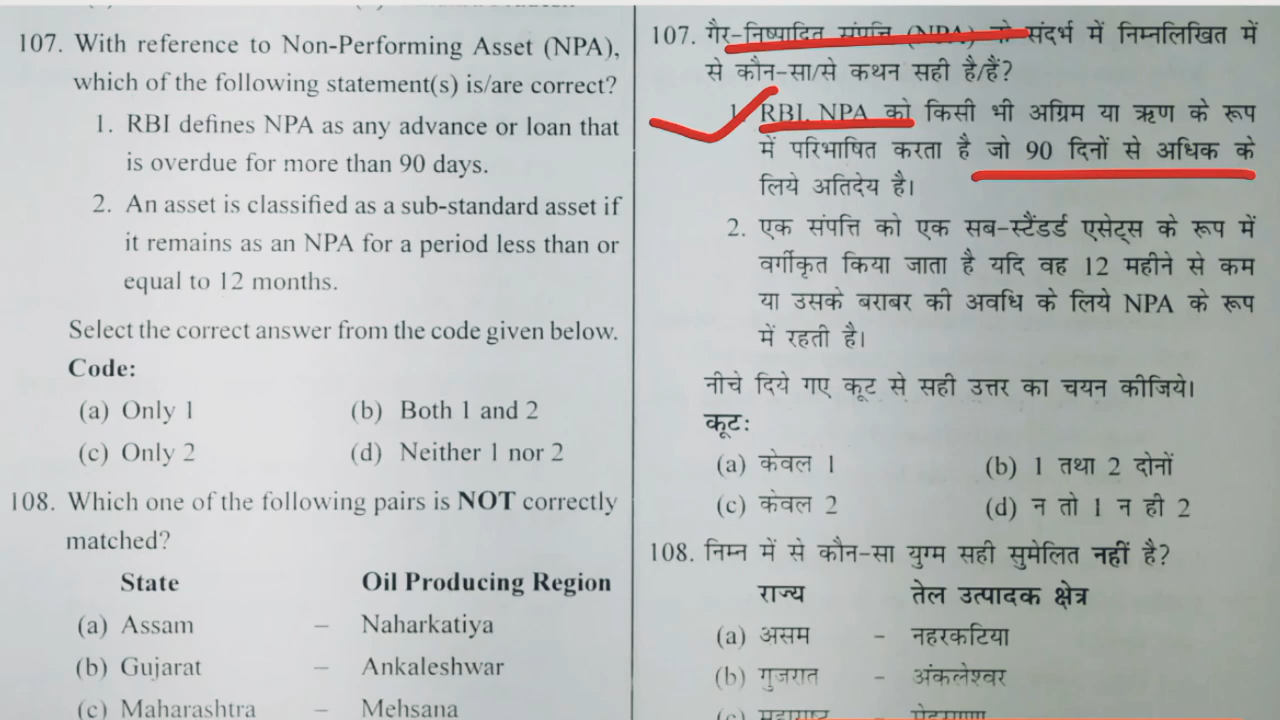 107. With reference to Non-Performing Asset (NPA),
which of the following statement(s) is/are correct?
1. RBI defines NPA as any advance or loan that
is overdue for more than 90 days.
2. An asset is classified as a sub-standard asset if
it remains as an NPA for a period less than or
equal to 12 months.
Select the correct answer from the code given below.
Code:
(a) Only 1 (b) Both 1 and 2
(c) Only 2 (d) Neither 1 nor 2
108. Which one of the following pairs is NOT correctly
matched?
State Oil Producing Region
(a) Assam – Naharkatiya
(b) Gujarat – Ankaleshwar
(c) Maharashtra – Mehsana
107. गैर-निष्पादित संपत्ति (NPA) के संदर्भ में निम्नलिखित में
से कौन-सा/से कथन सही है/हैं?
1. RBI, NPA को किसी भी अग्रिम या ऋण के रूप
में परिभाषित करता है जो 90 दिनों से अधिक के
लिये अतिदेय है।
2. एक संपत्ति को एक सब-स्टैंडर्ड एसेट्स के रूप में
वर्गीकृत किया जाता है यदि वह 12 महीने से कम
या उसके बराबर की अवधि के लिये NPA के रूप
में रहती है।
नीचे दिये गए कूट से सही उत्तर का चयन कीजिये।
कूट:
(a) केवल 1 (b) 1 तथा 2 दोनों
(c) केवल 2 (d) न तो 1 न ही 2
108. निम्न में से कौन-सा युग्म सही सुमेलित नहीं है?
राज्य तेल उत्पादक क्षेत्र
(a) असम – नहरकटिया
(b) गुजरात – अंकलेश्वर
(c) महाराष्ट्र –